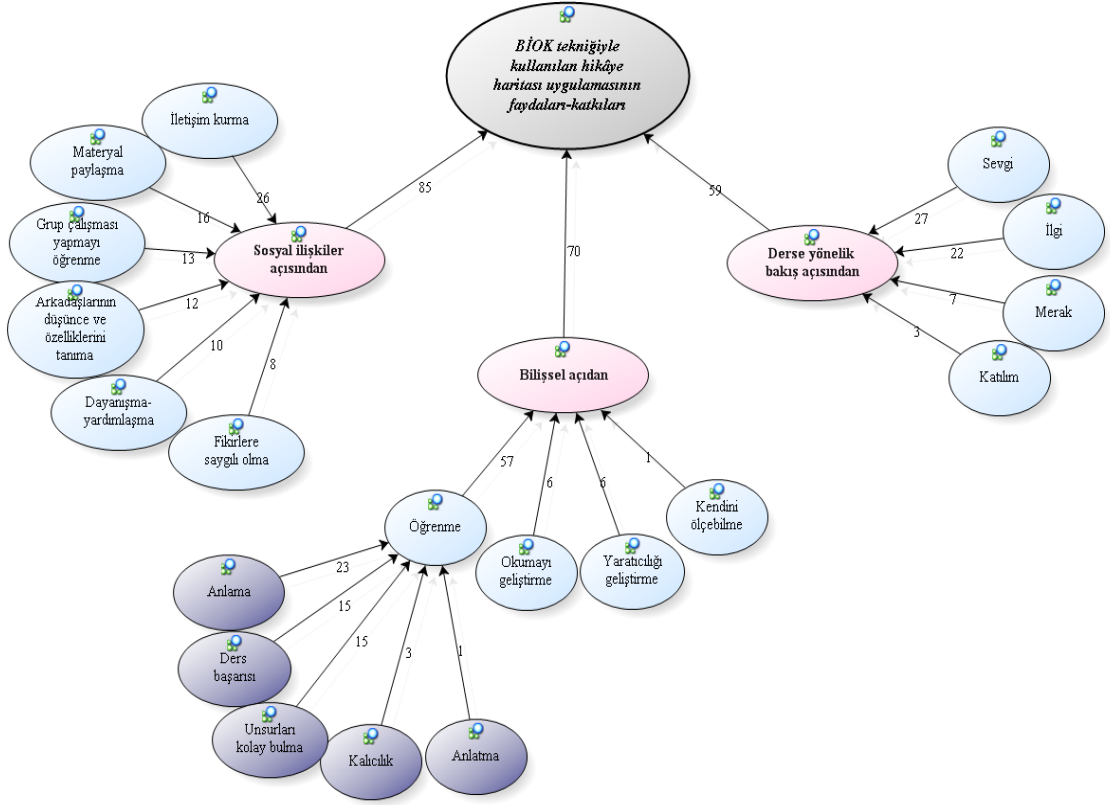 BİOK tekniğiyle
kullanılan hikâye
haritası uygulamasının
faydaları-katkıları
İletişim kurma
Materyal
paylaşma
Grup çalışması
yapmayı
öğrenme
Arkadaşlarının
düşünce ve
özelliklerini
tanıma
Dayanışma-
yardımlaşma
Fikirlere
saygılı olma
26
16
13
12
10
8
Sosyal ilişkiler
açısından
85
70
59
Sevgi
İlgi
Merak
Katılım
27
22
7
3
Derse yönelik
bakış açısından
Bilişsel açıdan
57
6
6
1
Öğrenme
Okumayı
geliştirme
Yaratıcılığı
geliştirme
Kendini
ölçebilme
23
15
15
3
1
Anlama
Ders
başarısı
Unsurları
kolay bulma
Kalıcılık
Anlatma